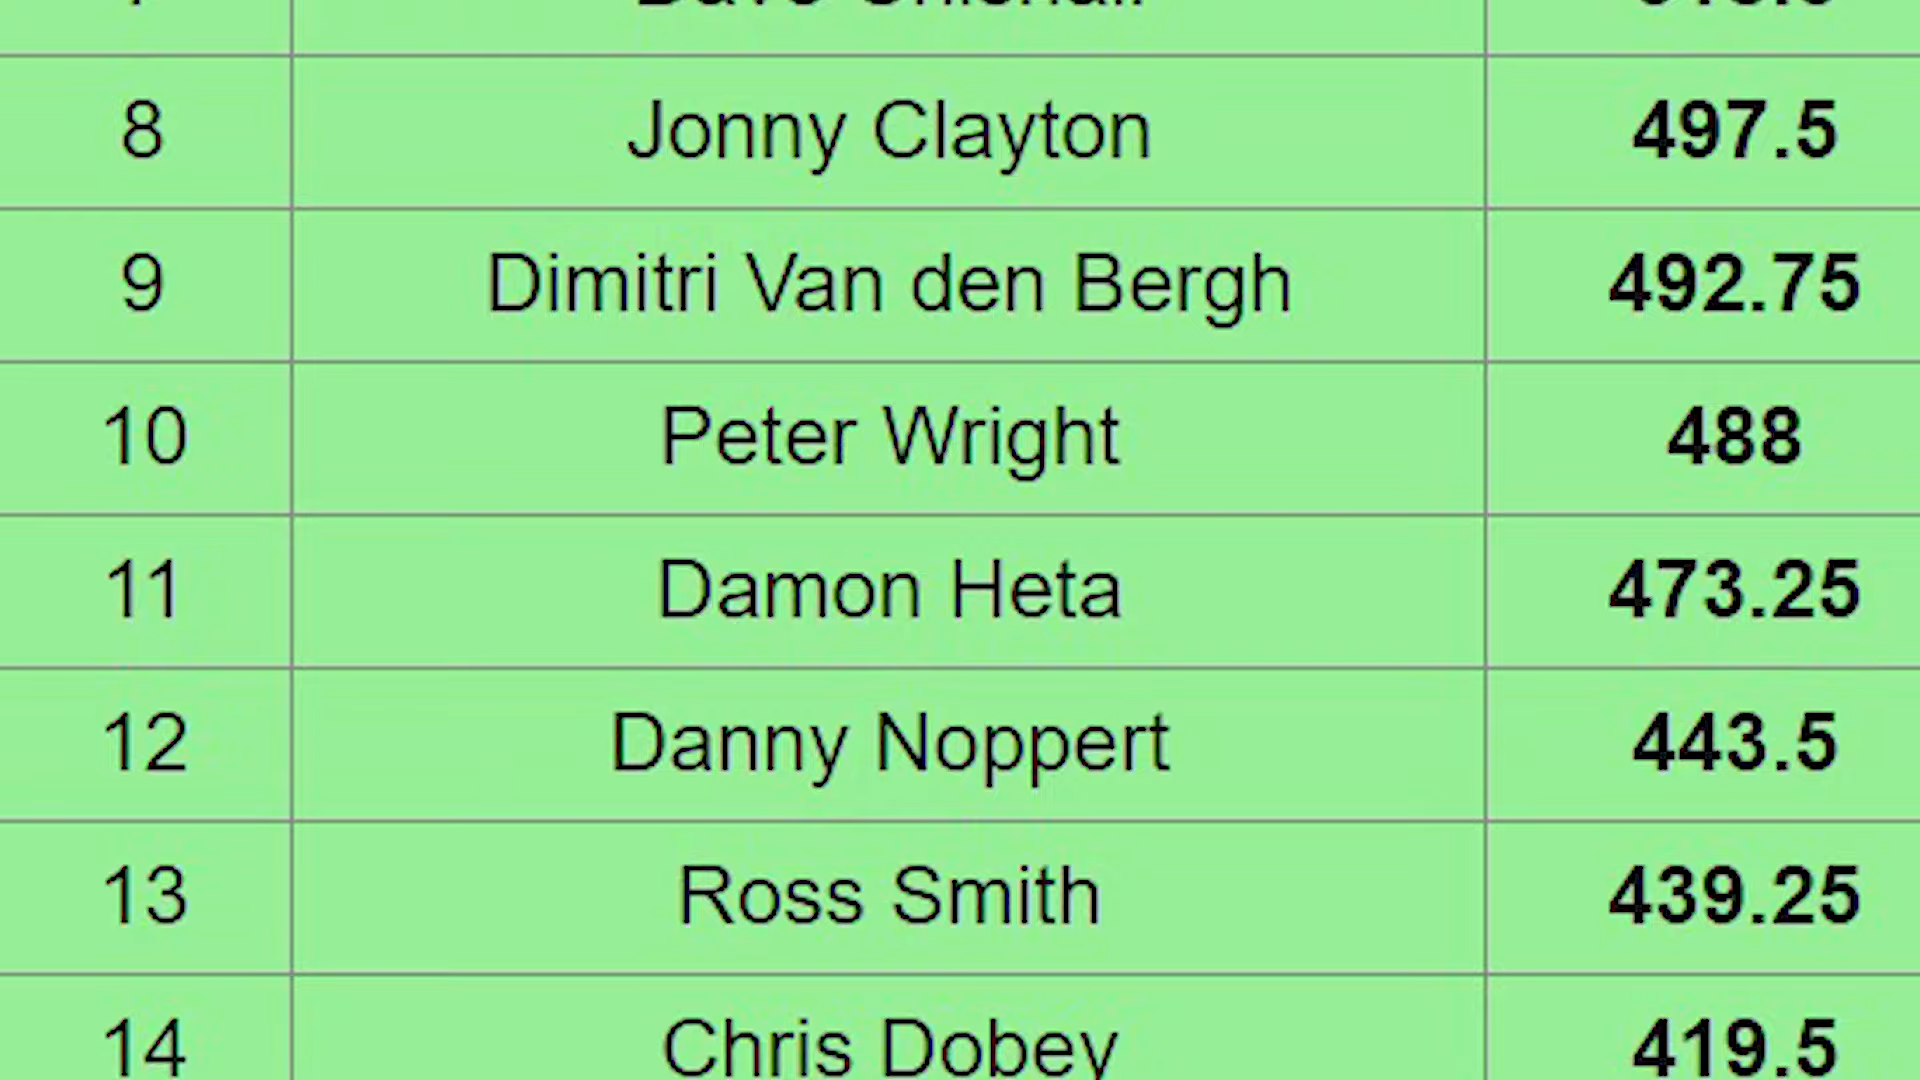 8 Jonny Clayton 497.5
9 Dimitri Van den Bergh 492.75
10 Peter Wright 488
11 Damon Heta 473.25
12 Danny Noppert 443.5
13 Ross Smith 439.25
14 Chris Dobey 419.5